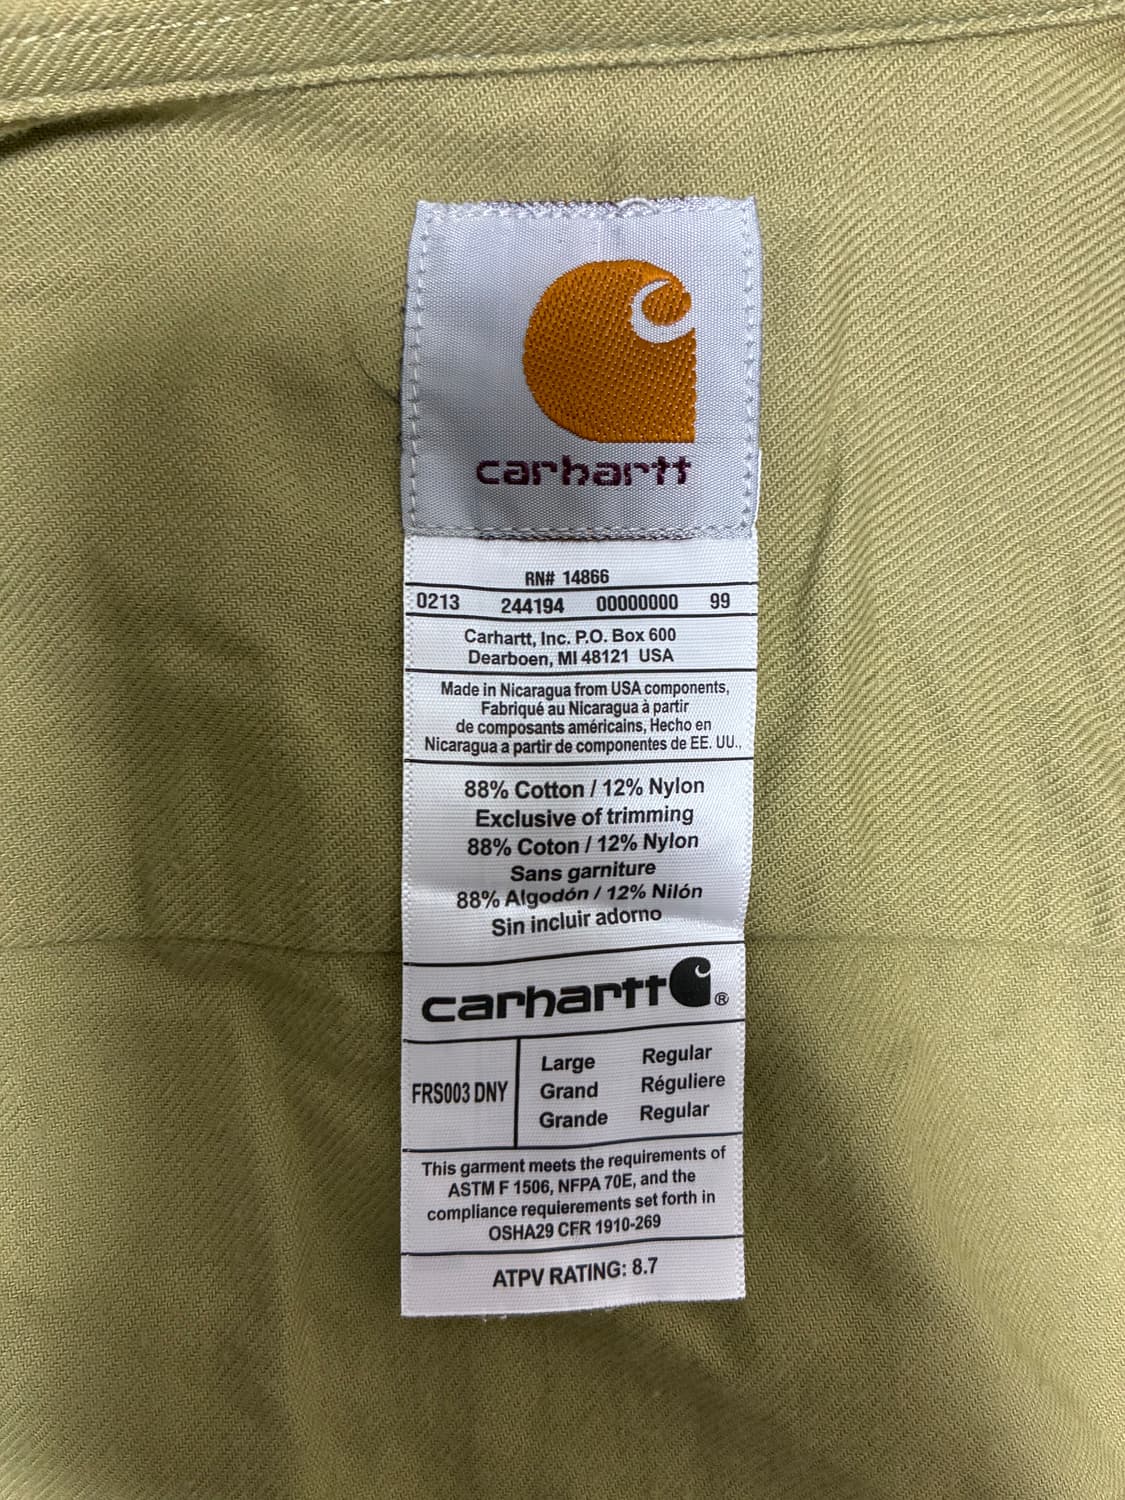 carhartt
RN# 14866
0213 244194 00000000 99
Carhartt, Inc. P.O. Box 600
Dearboen, MI 48121 USA
Made in Nicaragua from USA components,
Fabriqué au Nicaragua à partir
de composants américains, Hecho en
Nicaragua a partir de componentes de EE. UU.,
88% Cotton / 12% Nylon
Exclusive of trimming
88% Coton / 12% Nylon
Sans garniture
88% Algodón / 12% Nilón
Sin incluir adorno
carhartt ®
FRS003 DNY
Large Regular
Grand Réguliere
Grande Regular
This garment meets the requirements of
ASTM F 1506, NFPA 70E, and the
compliance requierements set forth in
OSHA29 CFR 1910-269
ATPV RATING: 8.7